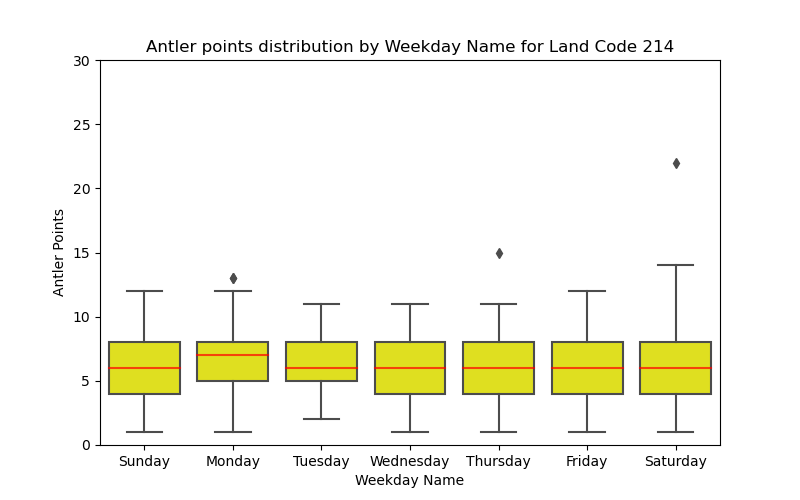 Antler points distribution by Weekday Name for Land Code 214
30
25
20
15
10
5
0
Antler Points
Sunday Monday Tuesday Wednesday Thursday Friday Saturday
Weekday Name